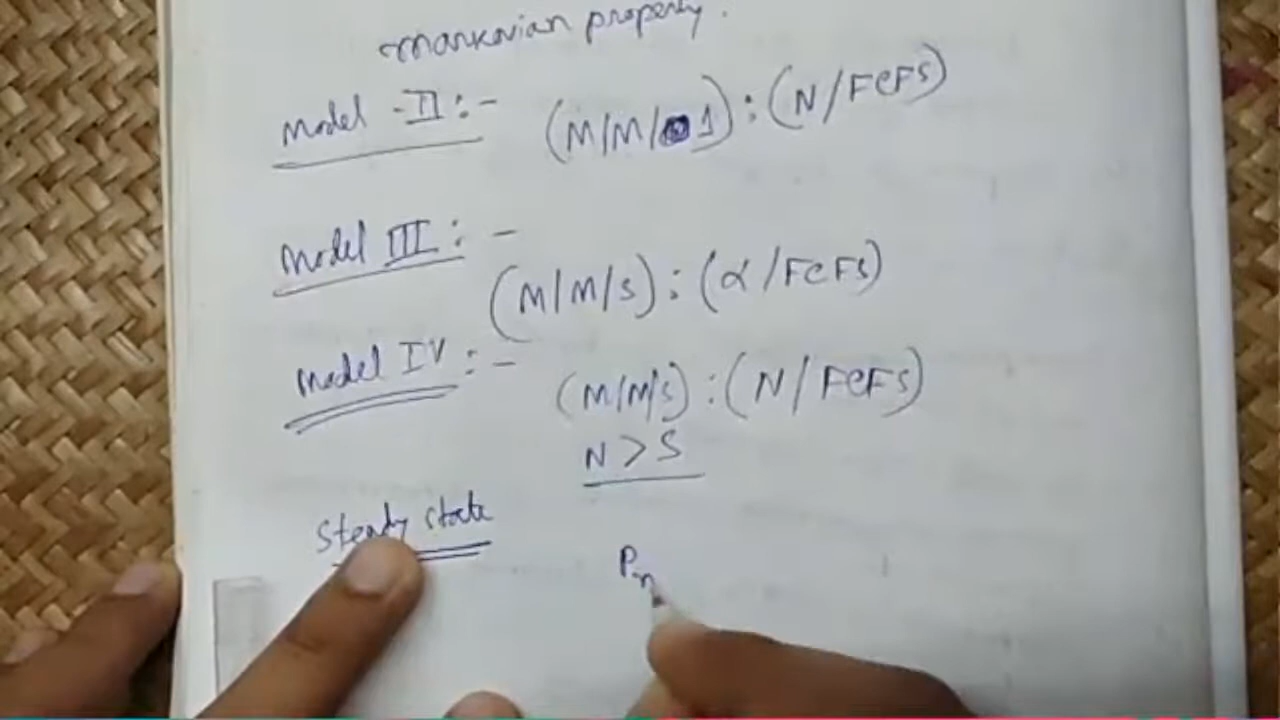 markovian property.
Model -II :- (M/M/1) : (N/FCFS)
Model III :-
(M/M/S) : (α/FCFS)
Model IV :- (M/M/S) : (N/FCFS)
N > S
Steady state
Pn